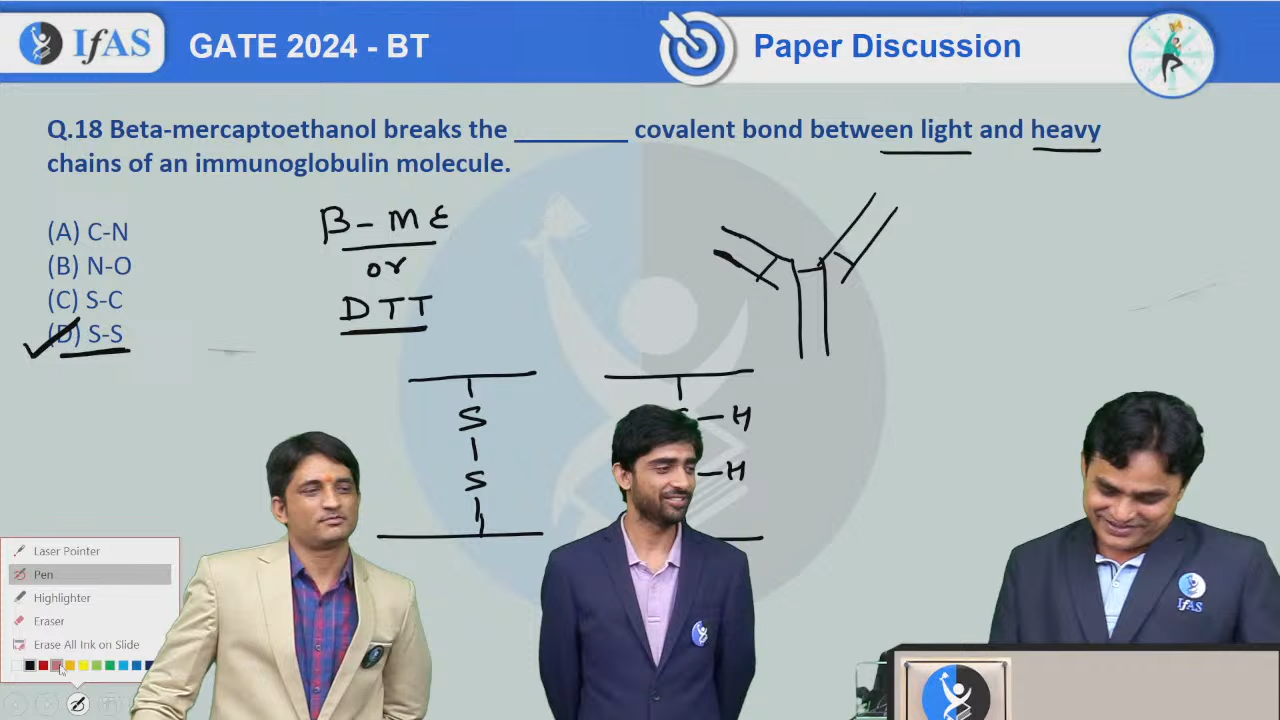 IfAS
GATE 2024 - BT
Paper Discussion
Q.18 Beta-mercaptoethanol breaks the ________ covalent bond between light and heavy
chains of an immunoglobulin molecule.
(A) C-N
(B) N-O
(C) S-C
(D) S-S
β-ME
or
DTT
S
S
-H
-H
Laser Pointer
Pen
Highlighter
Eraser
Erase All Ink on Slide
IfAS